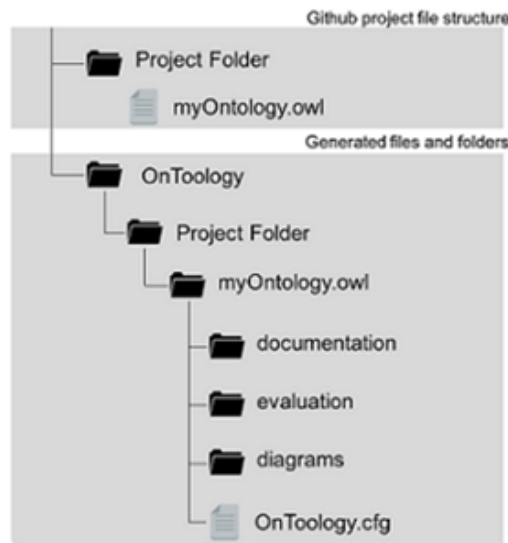 Github project file structure
Project Folder
myOntology.owl
Generated files and folders
OnToology
Project Folder
myOntology.owl
documentation
evaluation
diagrams
OnToology.cfg